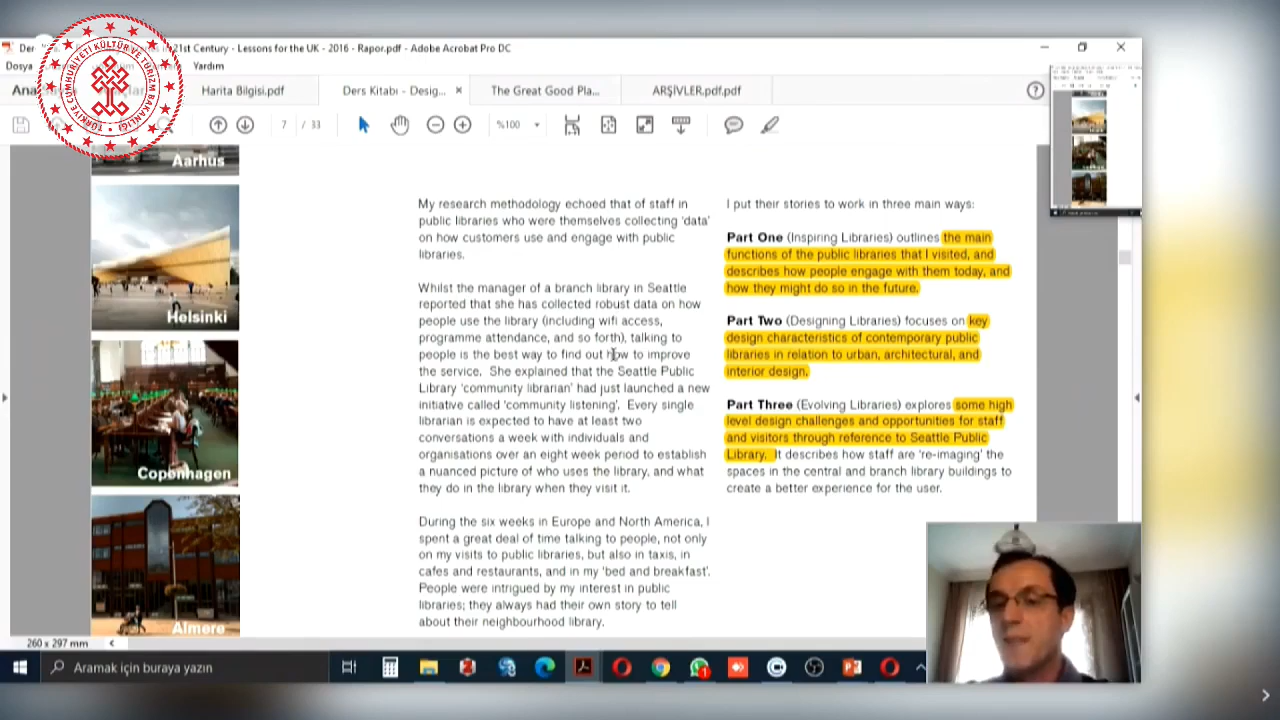 21st Century - Lessons for the UK - 2016 - Rapor.pdf - Adobe Acrobat Pro DC
Dosya
Yardım
Harita Bilgisi.pdf
Ders Kitabı - Desig...
The Great Good Pla...
ARŞİVLER.pdf
7 / 33
%100
TÜRKİYE CUMHURİYETİ KÜLTÜR VE TURİZM BAKANLIĞI
Aarhus
Helsinki
Copenhagen
Almere
My research methodology echoed that of staff in
public libraries who were themselves collecting 'data'
on how customers use and engage with public
libraries.
Whilst the manager of a branch library in Seattle
reported that she has collected robust data on how
people use the library (including wifi access,
programme attendance, and so forth), talking to
people is the best way to find out how to improve
the service. She explained that the Seattle Public
Library 'community librarian' had just launched a new
initiative called 'community listening'. Every single
librarian is expected to have at least two
conversations a week with individuals and
organisations over an eight week period to establish
a nuanced picture of who uses the library, and what
they do in the library when they visit it.
During the six weeks in Europe and North America, I
spent a great deal of time talking to people, not only
on my visits to public libraries, but also in taxis, in
cafes and restaurants, and in my 'bed and breakfast'.
People were intrigued by my interest in public
libraries; they always had their own story to tell
about their neighbourhood library.
I put their stories to work in three main ways:
Part One (Inspiring Libraries) outlines the main
functions of the public libraries that I visited, and
describes how people engage with them today, and
how they might do so in the future.
Part Two (Designing Libraries) focuses on key
design characteristics of contemporary public
libraries in relation to urban, architectural, and
interior design.
Part Three (Evolving Libraries) explores some high
level design challenges and opportunities for staff
and visitors through reference to Seattle Public
Library. It describes how staff are 're-imaging' the
spaces in the central and branch library buildings to
create a better experience for the user.
260 x 297 mm
Aramak için buraya yazın
1